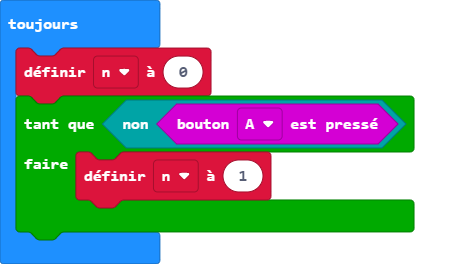 toujours
définir n à 0
tant que non bouton A est pressé
faire
définir n à 1